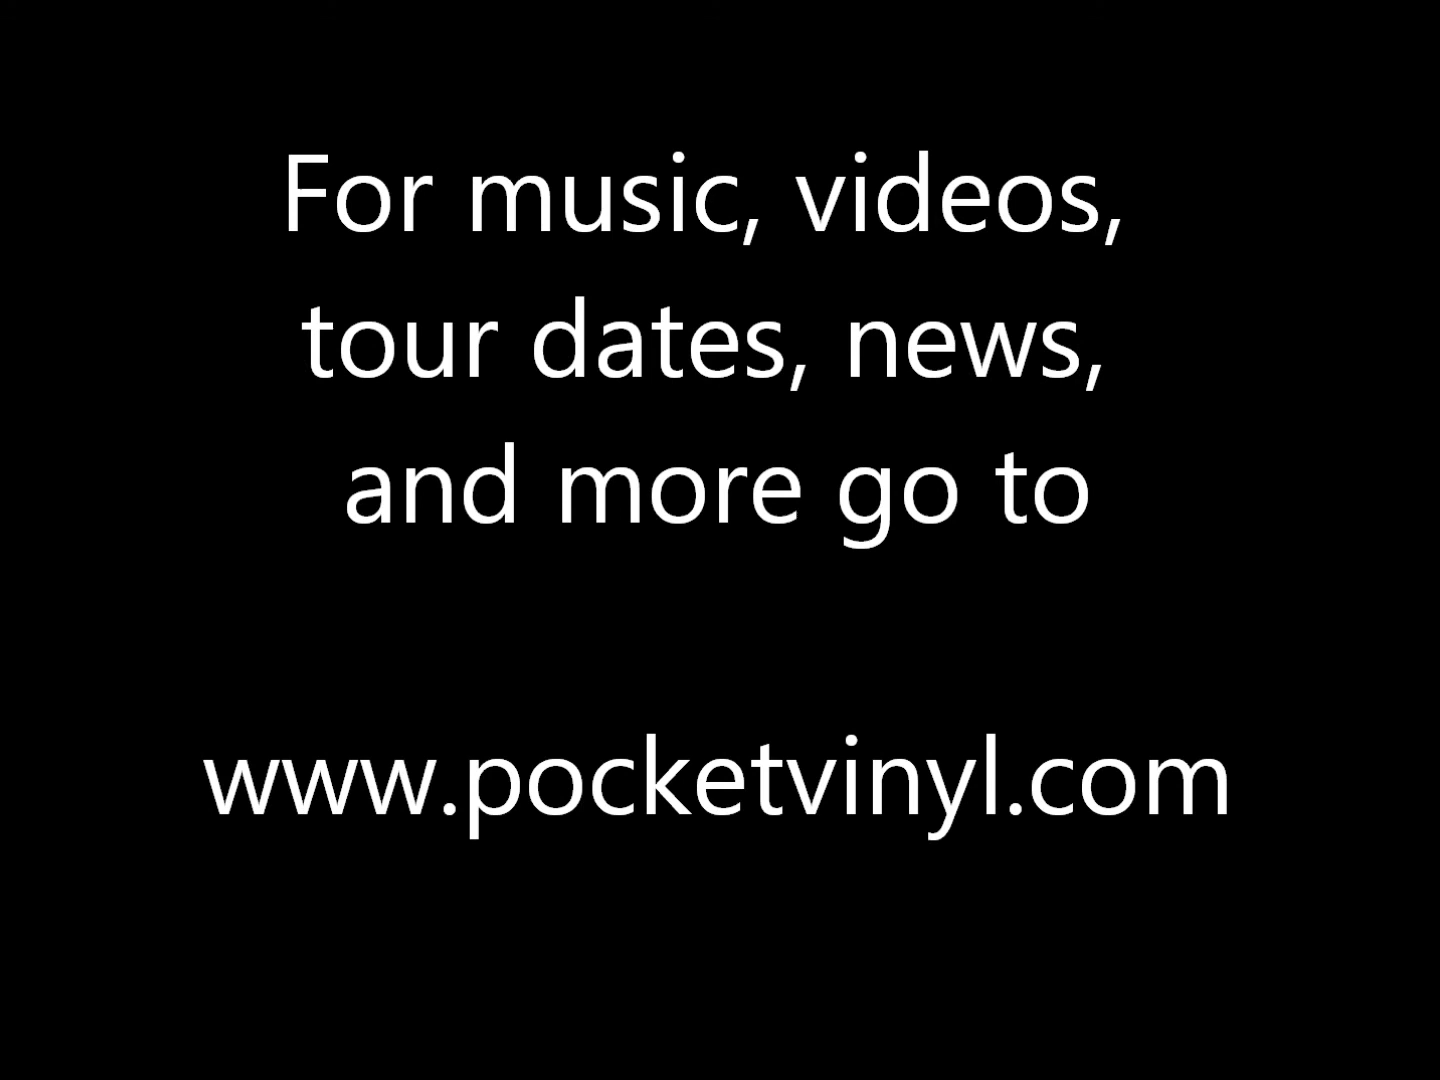 For music, videos,
tour dates, news,
and more go to
www.pocketvinyl.com